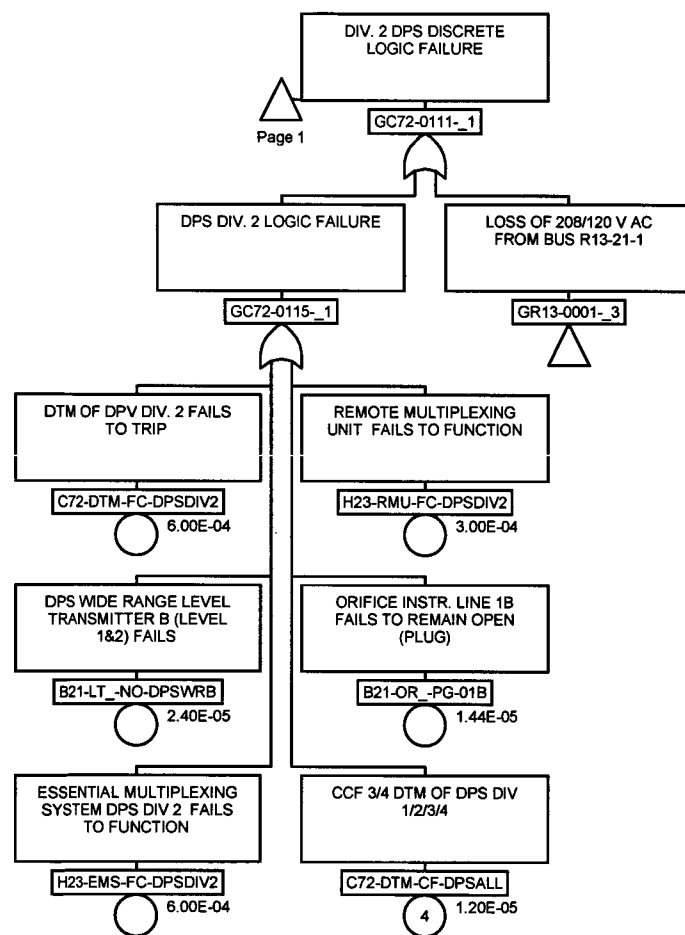 DIV. 2 DPS DISCRETE
LOGIC FAILURE
Page 1
GC72-0111-_1
DPS DIV. 2 LOGIC FAILURE
LOSS OF 208/120 V AC
FROM BUS R13-21-1
GC72-0115-_1
GR13-0001-_3
DTM OF DPV DIV. 2 FAILS
TO TRIP
REMOTE MULTIPLEXING
UNIT FAILS TO FUNCTION
C72-DTM-FC-DPSDIV2
H23-RMU-FC-DPSDIV2
6.00E-04
3.00E-04
DPS WIDE RANGE LEVEL
TRANSMITTER B (LEVEL
1&2) FAILS
ORIFICE INSTR. LINE 1B
FAILS TO REMAIN OPEN
(PLUG)
B21-LT_-NO-DPSWRB
B21-OR_-PG-01B
2.40E-05
1.44E-05
ESSENTIAL MULTIPLEXING
SYSTEM DPS DIV 2 FAILS
TO FUNCTION
CCF 3/4 DTM OF DPS DIV
1/2/3/4
H23-EMS-FC-DPSDIV2
C72-DTM-CF-DPSALL
6.00E-04
4
1.20E-05